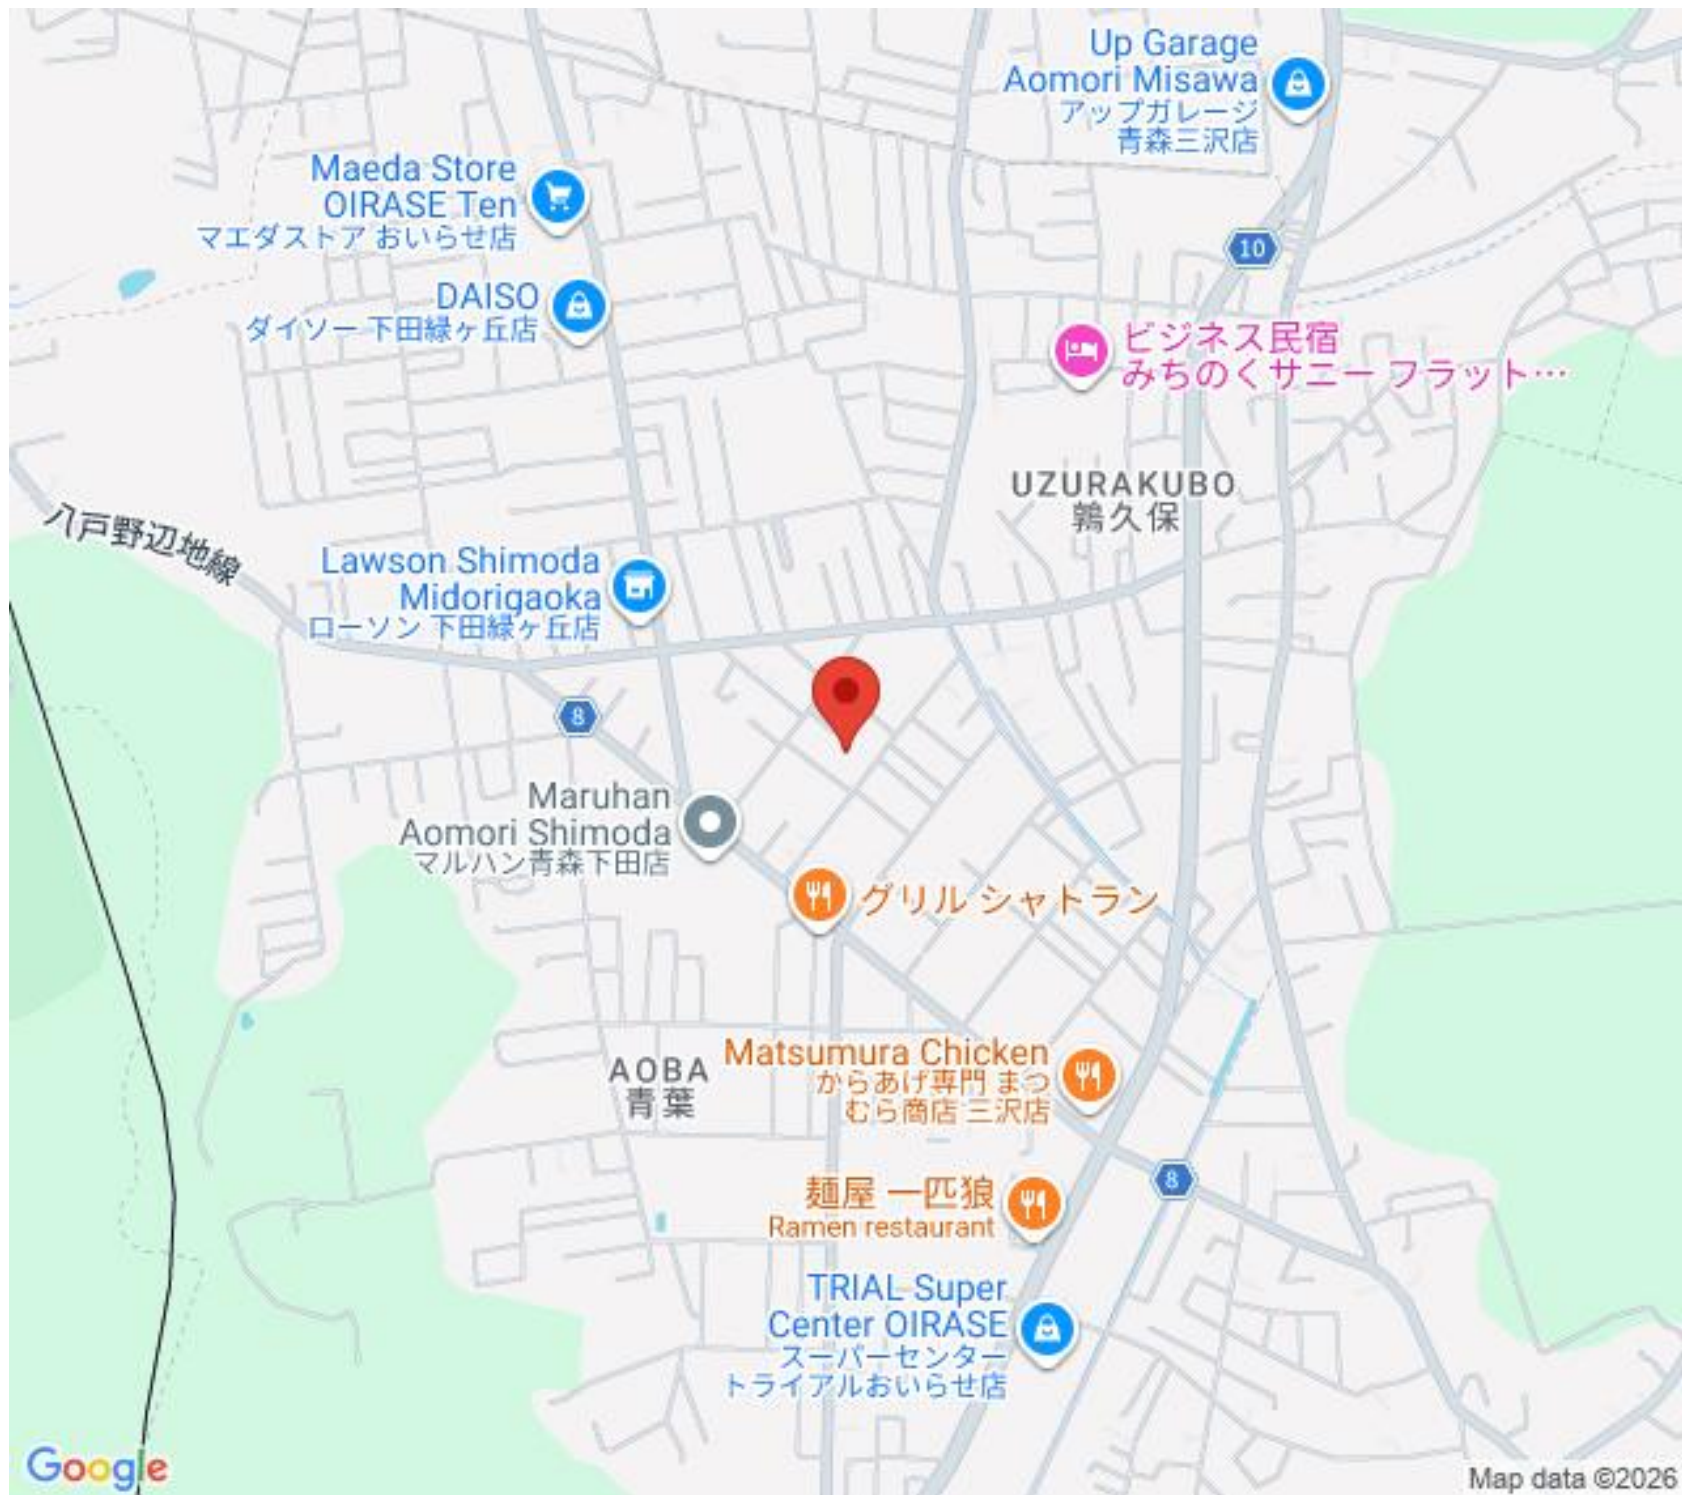 Up Garage
Aomori Misawa
アップガレージ
青森三沢店
Maeda Store
OIRASE Ten
マエダストア おいらせ店
10
DAISO
ダイソー 下田緑ヶ丘店
ビジネス民宿
みちのくサニー フラット…
UZURAKUBO
鶉久保
八戸野辺地線
Lawson Shimoda
Midorigaoka
ローソン 下田緑ヶ丘店
8
Maruhan
Aomori Shimoda
マルハン青森下田店
グリル シャトラン
AOBA
青葉
Matsumura Chicken
からあげ専門 まつ
むら商店 三沢店
8
麺屋 一匹狼
Ramen restaurant
TRIAL Super
Center OIRASE
スーパーセンター
トライアルおいらせ店
Google
Map data ©2026